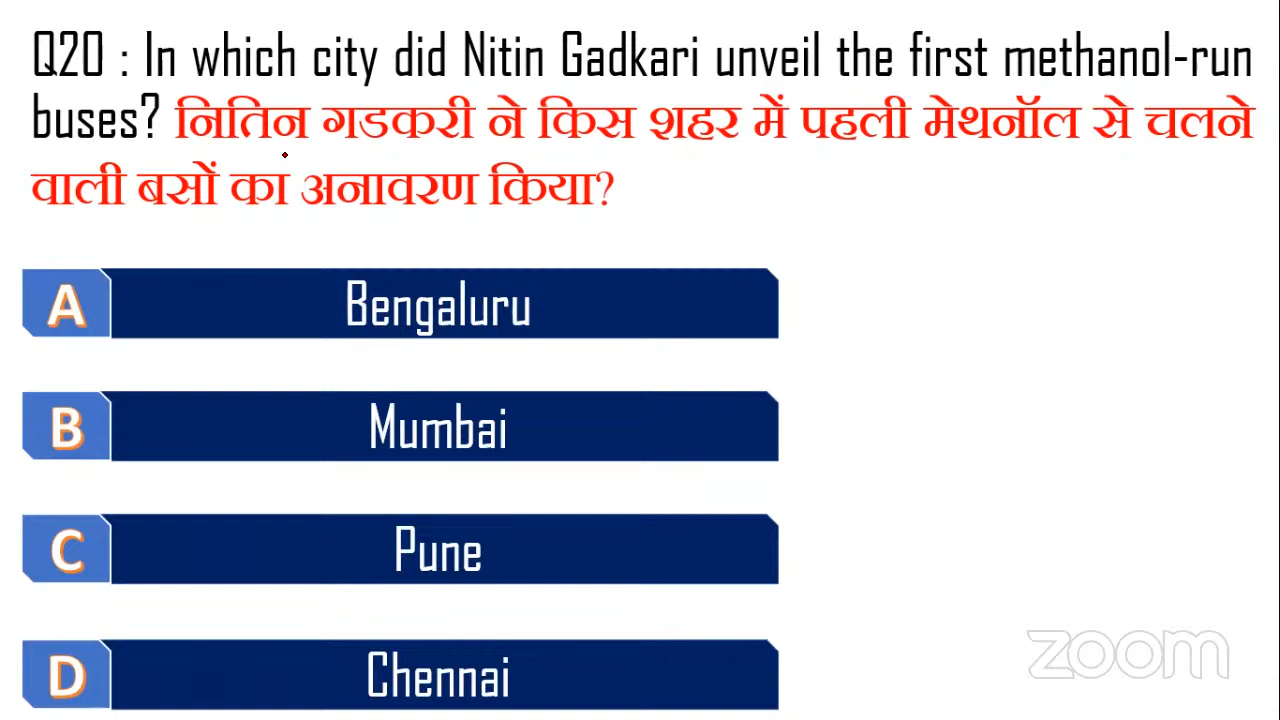 Q20 : In which city did Nitin Gadkari unveil the first methanol-run
buses? नितिन गडकरी ने किस शहर में पहली मेथनॉल से चलने
वाली बसों का अनावरण किया?
A Bengaluru
B Mumbai
C Pune
D Chennai
zoom